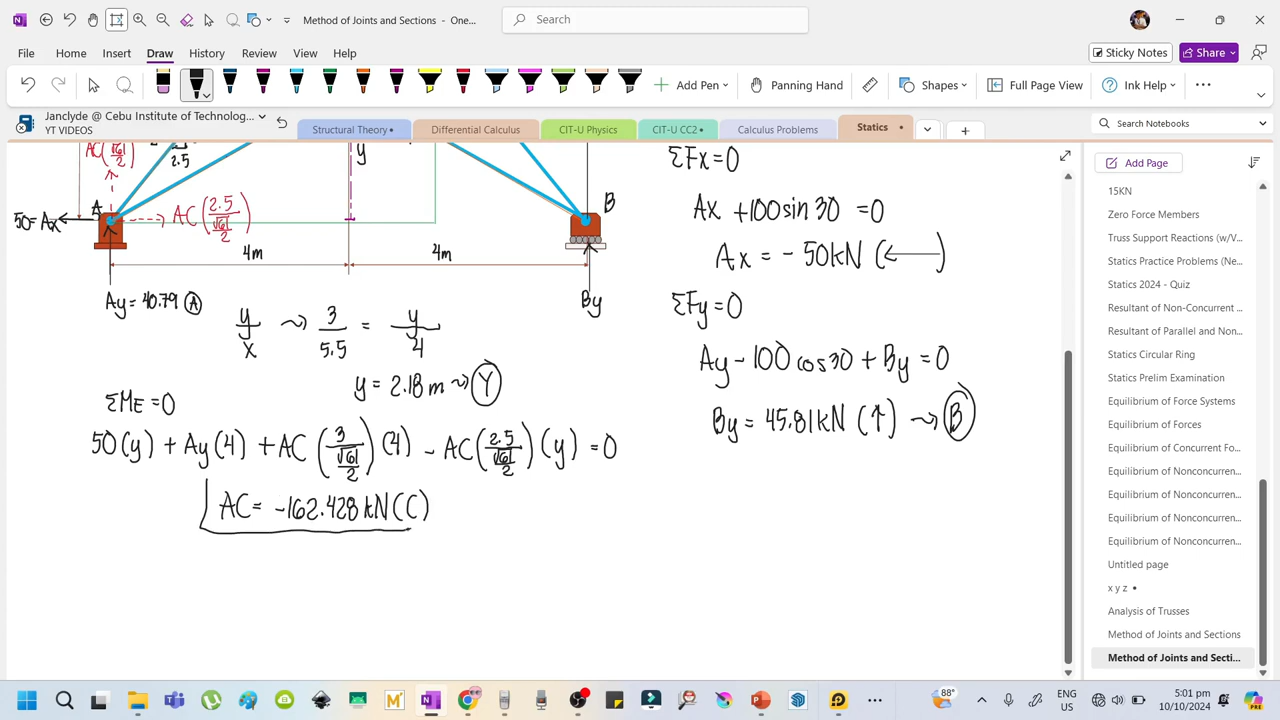 Method of Joints and Sections - One...
Search
File Home Insert Draw History Review View Help
Sticky Notes
Share
Add Pen
Panning Hand
Shapes
Full Page View
Ink Help
Janclyde @ Cebu Institute of Technolog...
YT VIDEOS
Structural Theory
Differential Calculus
CIT-U Physics
CIT-U CC2
Calculus Problems
Statics
Search Notebooks
Add Page
15KN
Zero Force Members
Truss Support Reactions (w/V...
Statics Practice Problems (Ne...
Statics 2024 - Quiz
Resultant of Non-Concurrent ...
Resultant of Parallel and Non...
Statics Circular Ring
Statics Prelim Examination
Equilibrium of Force Systems
Equilibrium of Forces
Equilibrium of Concurrent Fo...
Equilibrium of Nonconcurren...
Equilibrium of Nonconcurren...
Equilibrium of Nonconcurren...
Equilibrium of Nonconcurren...
Untitled page
x y z
Analysis of Trusses
Method of Joints and Sections
Method of Joints and Secti...
2.5
y
A
B
50 = Ax
AC (2.5/(√61/2))
4m
4m
Ay = 40.79 Ⓐ
By
y/x ⤳ 3/5.5 = y/4
y = 2.18 m ⤳ Ⓨ
ΣME = 0
50(y) + Ay(4) + AC (3/(√61/2)) (4) - AC (2.5/(√61/2)) (y) = 0
AC = -162.428 kN (C)
ΣFx = 0
Ax + 100 sin 30 = 0
Ax = - 50 kN (←)
ΣFy = 0
Ay - 100 cos 30 + By = 0
By = 45.81 kN (↑) ⤳ Ⓑ
88°
ENG
US
5:01 pm
10/10/2024